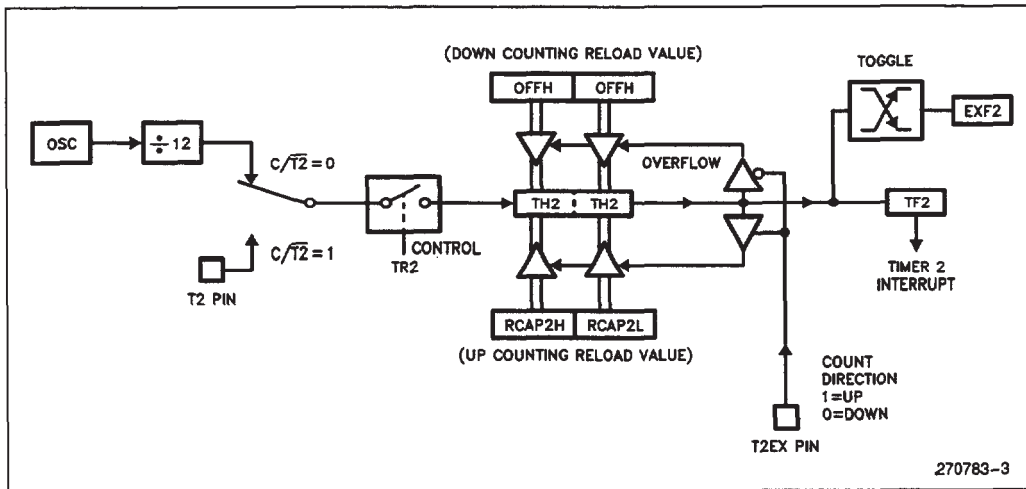 (DOWN COUNTING RELOAD VALUE)
OFFH OFFH
TOGGLE
EXF2
OSC
÷ 12
C/T2̅=0
OVERFLOW
TH2 TH2
TF2
CONTROL
TR2
C/T2̅=1
T2 PIN
TIMER 2
INTERRUPT
RCAP2H RCAP2L
(UP COUNTING RELOAD VALUE)
COUNT
DIRECTION
1=UP
0=DOWN
T2EX PIN
270783-3